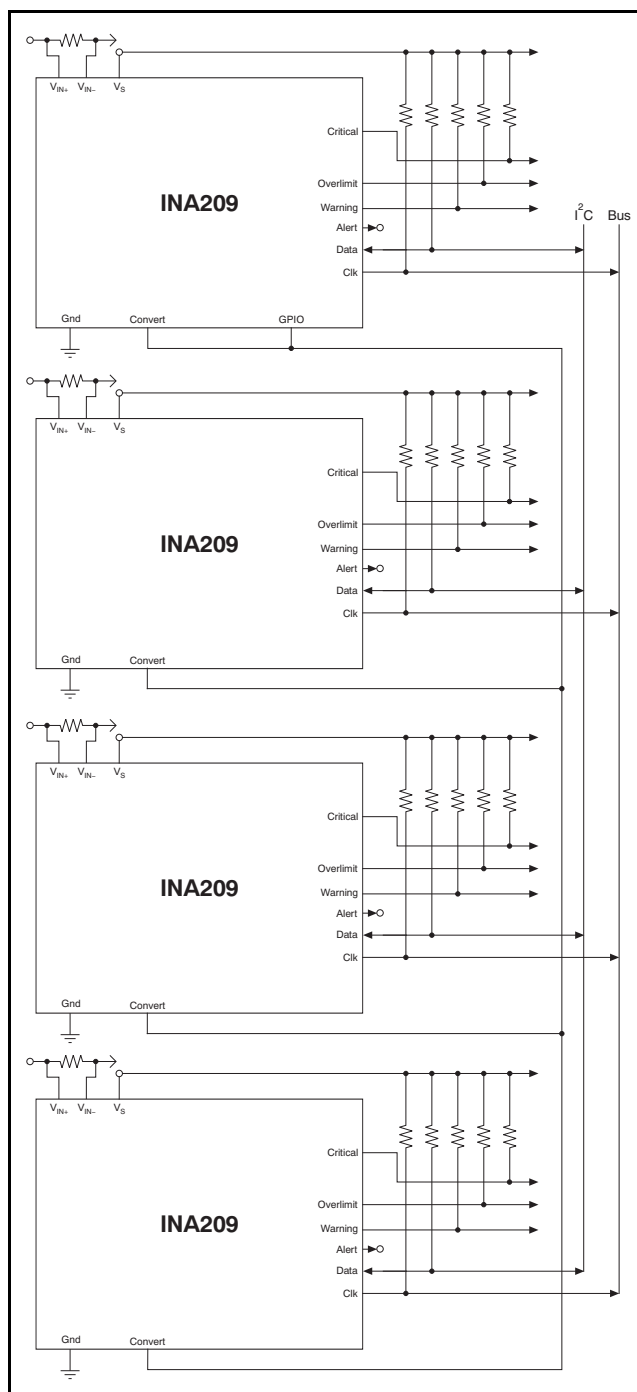 V_IN+ V_IN– V_S
Critical
INA209
Overlimit
Warning
I²C Bus
Alert
Data
Clk
Gnd Convert GPIO
V_IN+ V_IN– V_S
Critical
Overlimit
INA209
Warning
Alert
Data
Clk
Gnd Convert
V_IN+ V_IN– V_S
Critical
Overlimit
INA209
Warning
Alert
Data
Clk
Gnd Convert
V_IN+ V_IN– V_S
Critical
Overlimit
INA209
Warning
Alert
Data
Clk
Gnd Convert